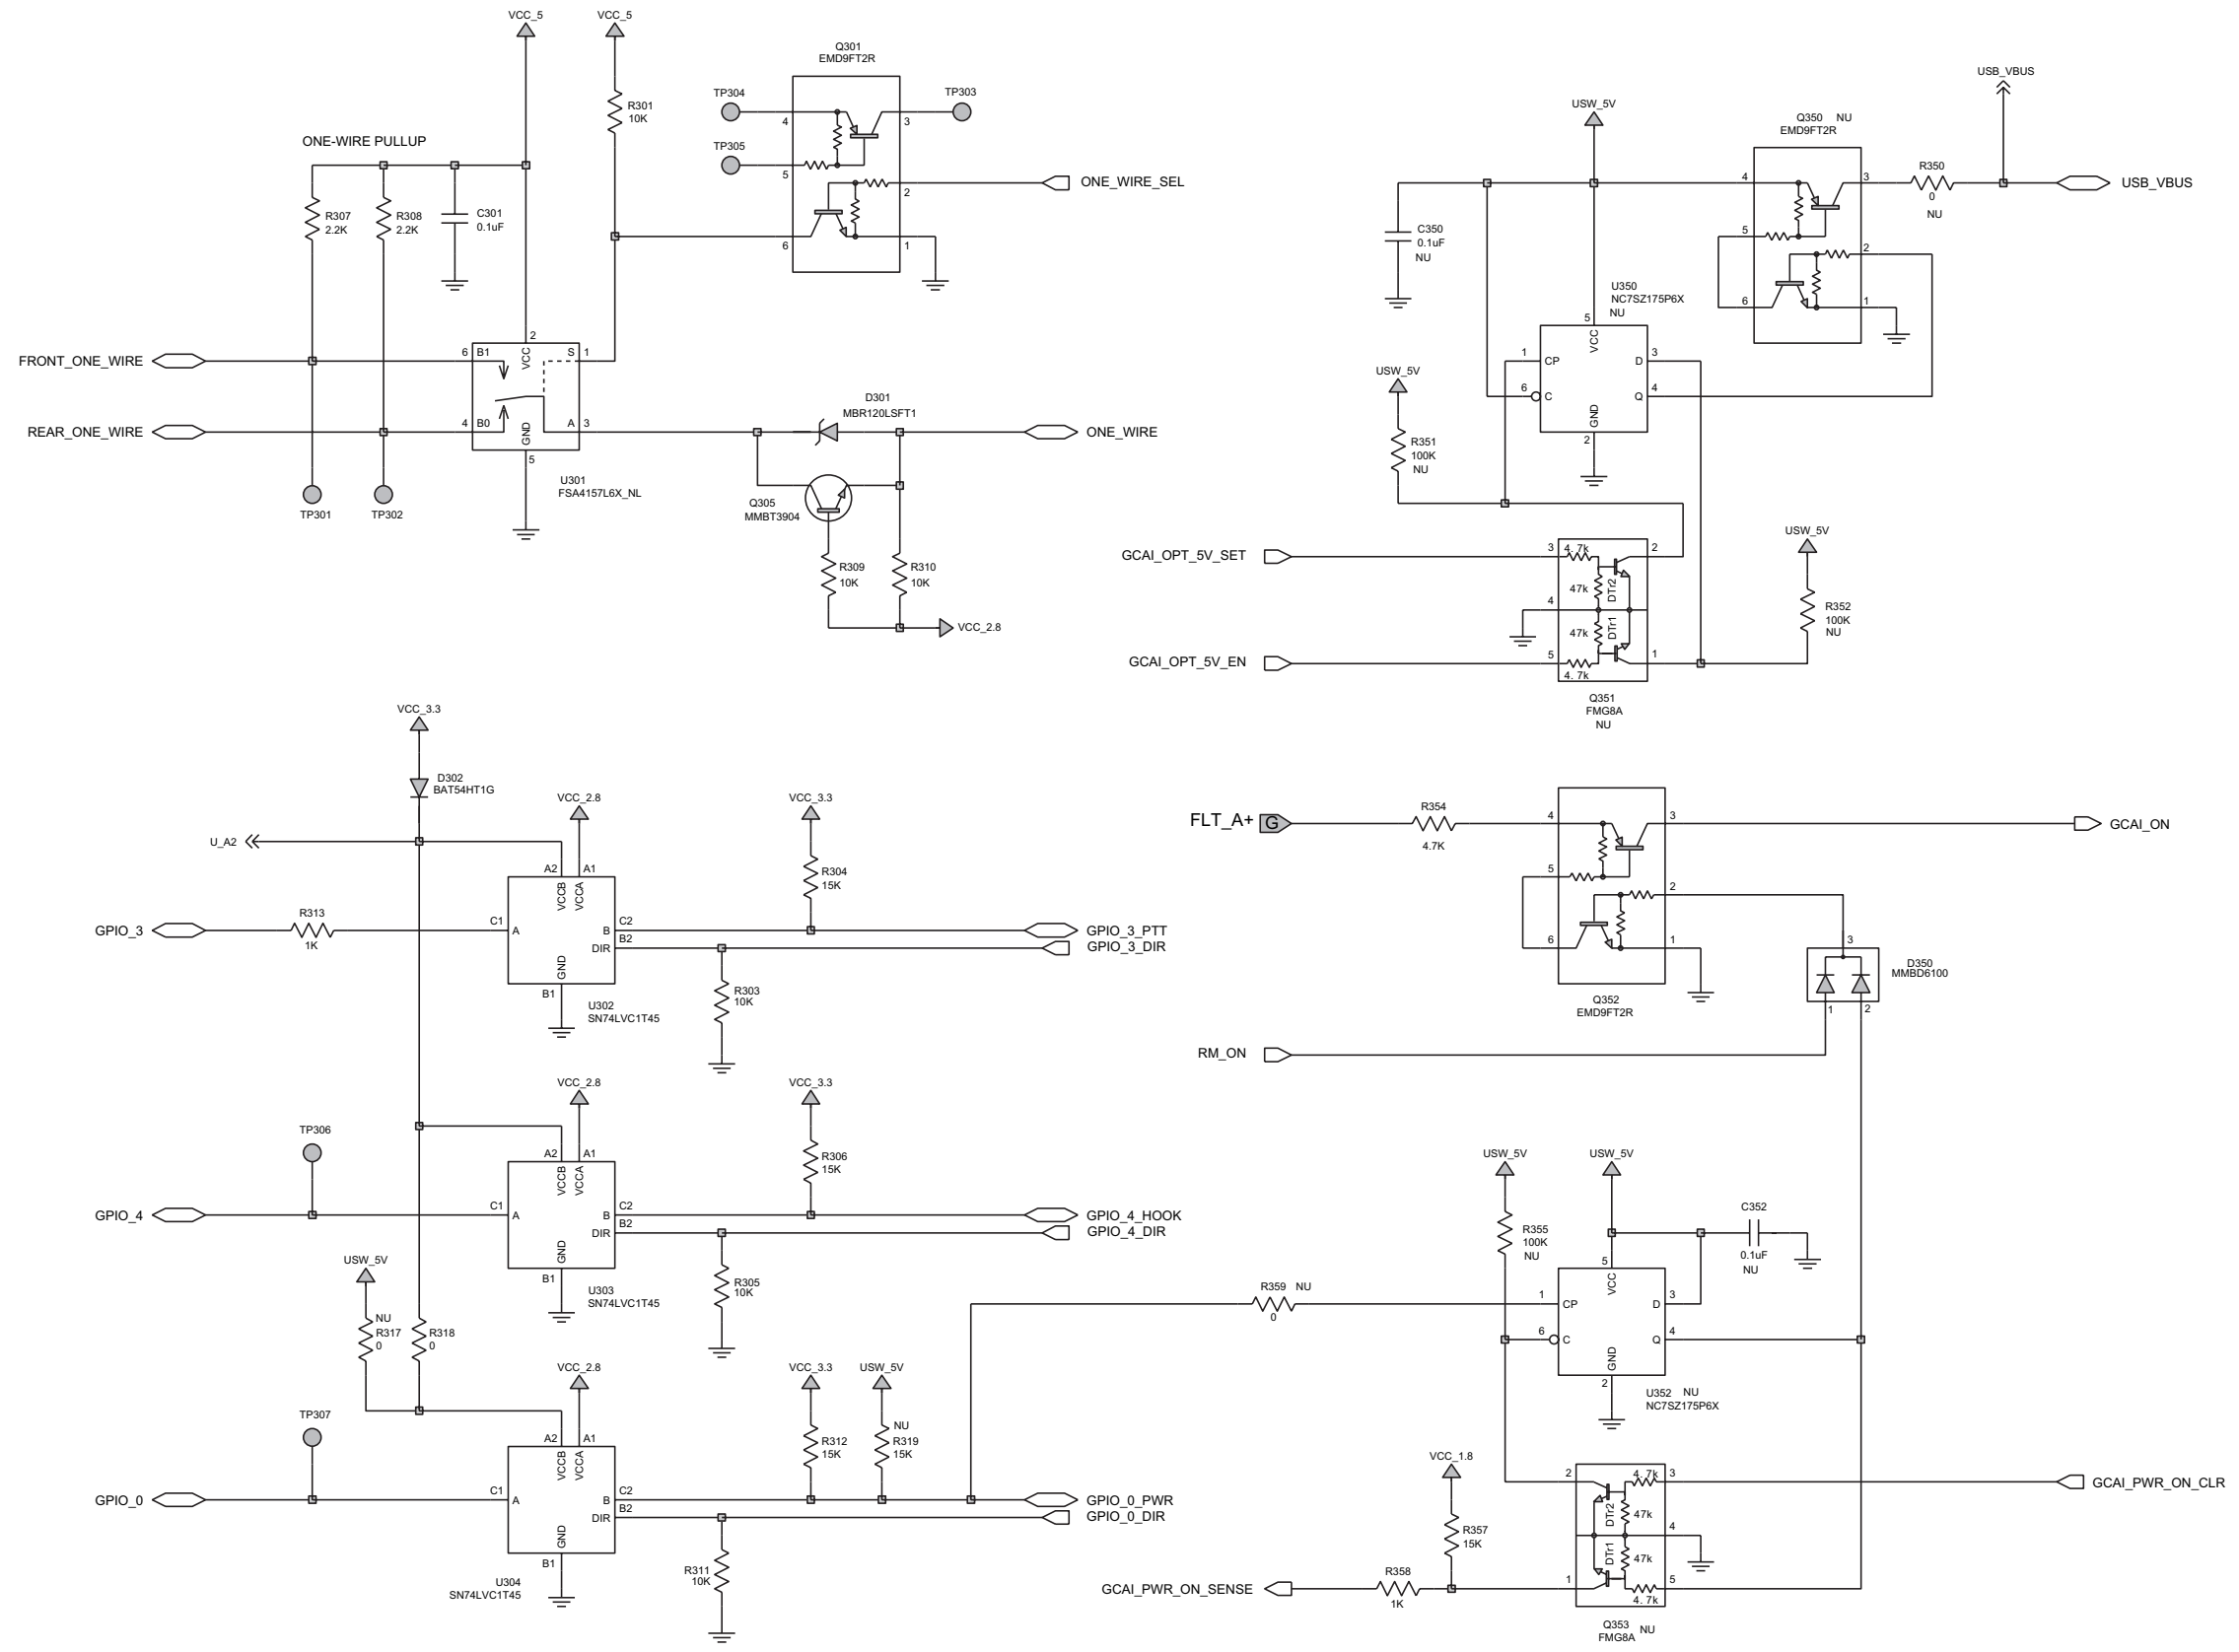 VCC_5
VCC_5
Q301
EMD9FT2R
TP304
TP303
4
3
R301
10K
TP305
5
2
ONE_WIRE_SEL
6
1
ONE-WIRE PULLUP
R307
2.2K
R308
2.2K
C301
0.1uF
FRONT_ONE_WIRE
6
B1
2
VCC
S
1
REAR_ONE_WIRE
4
B0
GND
A
3
5
U301
FSA4157L6X_NL
TP301
TP302
D301
MBR120LSFT1
ONE_WIRE
Q305
MMBT3904
R309
10K
R310
10K
VCC_2.8
USB_VBUS
USW_5V
Q350 NU
EMD9FT2R
4
3
R350
0
NU
USB_VBUS
5
2
6
1
C350
0.1uF
NU
U350
NC7SZ175P6X
NU
5
VCC
1
CP
D
3
6
C
Q
4
GND
2
USW_5V
R351
100K
NU
GCAI_OPT_5V_SET
3
4.7k
2
47k
DTr2
4
47k
DTr1
GCAI_OPT_5V_EN
5
4.7k
1
Q351
FMG8A
NU
USW_5V
R352
100K
NU
VCC_3.3
D302
BAT54HT1G
U_A2
VCC_2.8
VCC_3.3
A2
A1
VCCB
VCCA
R304
15K
GPIO_3
R313
1K
C1
A
C2
B
GPIO_3_PTT
B2
DIR
GPIO_3_DIR
GND
B1
U302
SN74LVC1T45
R303
10K
FLT_A+
G
R354
4.7K
4
3
GCAI_ON
5
2
6
1
Q352
EMD9FT2R
3
D350
MMBD6100
1
2
RM_ON
VCC_2.8
VCC_3.3
TP306
A2
A1
VCCB
VCCA
R306
15K
GPIO_4
C1
A
C2
B
GPIO_4_HOOK
B2
DIR
GPIO_4_DIR
GND
B1
U303
SN74LVC1T45
R305
10K
USW_5V
NU
R317
0
R318
0
VCC_2.8
VCC_3.3
USW_5V
TP307
A2
A1
VCCB
VCCA
R312
15K
NU
R319
15K
GPIO_0
C1
A
C2
B
GPIO_0_PWR
B2
DIR
GPIO_0_DIR
GND
B1
U304
SN74LVC1T45
R311
10K
USW_5V
USW_5V
R355
100K
NU
C352
0.1uF
NU
R359 NU
0
5
VCC
1
CP
D
3
6
C
Q
4
GND
2
U352 NU
NC7SZ175P6X
VCC_1.8
R357
15K
GCAI_PWR_ON_SENSE
R358
1K
2
4.7k
3
GCAI_PWR_ON_CLR
DTr2
47k
4
DTr1
47k
1
5
4.7k
Q353 NU
FMG8A